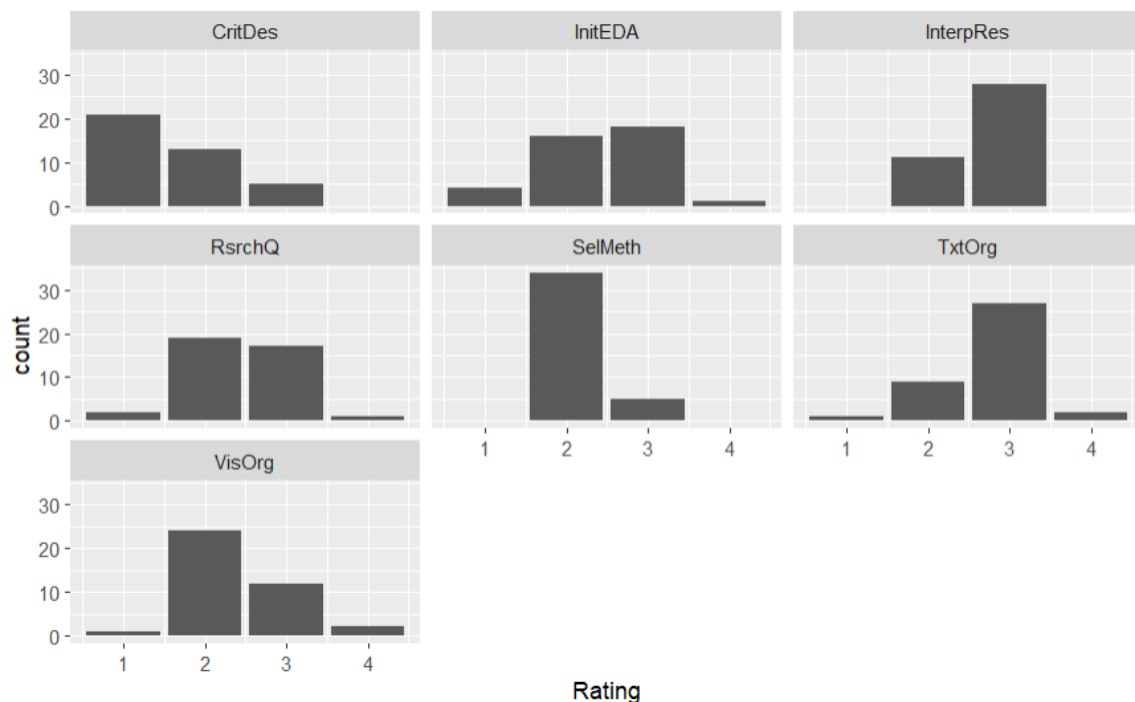 CritDes InitEDA InterpRes
30
20
10
0
RsrchQ SelMeth TxtOrg
30
20
10
0
1 2 3 4 1 2 3 4
VisOrg
30
20
10
0
1 2 3 4
count
Rating